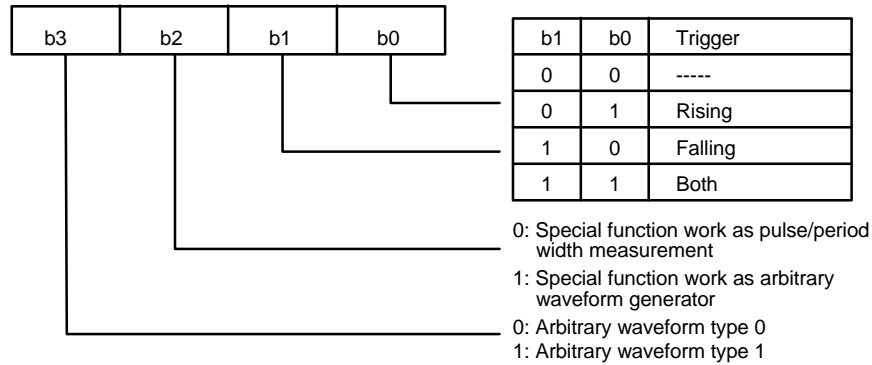 b3 b2 b1 b0
b1 b0 Trigger
0 0 -----
0 1 Rising
1 0 Falling
1 1 Both
0: Special function work as pulse/period
width measurement
1: Special function work as arbitrary
waveform generator
0: Arbitrary waveform type 0
1: Arbitrary waveform type 1